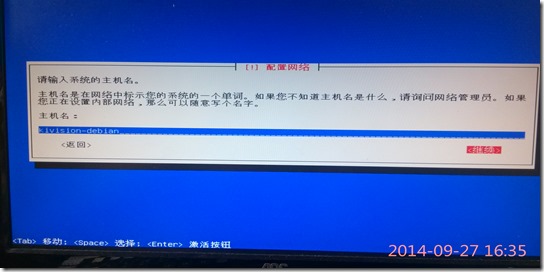 [!] 配置网络
请输入系统的主机名。
主机名是在网络中标示您的系统的一个单词。如果您不知道主机名是什么，请询问网络管理员。 如果
您正在设置内部网络，那么可以随意写个名字。
主机名：
ivision-debian
<返回>
<继续>
<Tab> 移动; <Space> 选择; <Enter> 激活按钮
2014-09-27 16:35